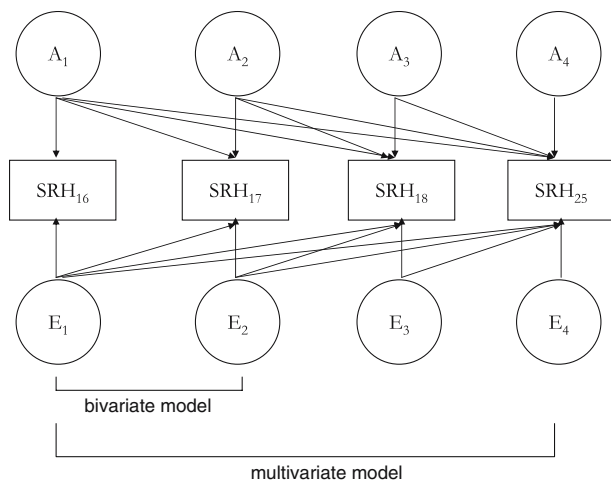 A₁ A₂ A₃ A₄
SRH₁₆ SRH₁₇ SRH₁₈ SRH₂₅
E₁ E₂ E₃ E₄
bivariate model
multivariate model